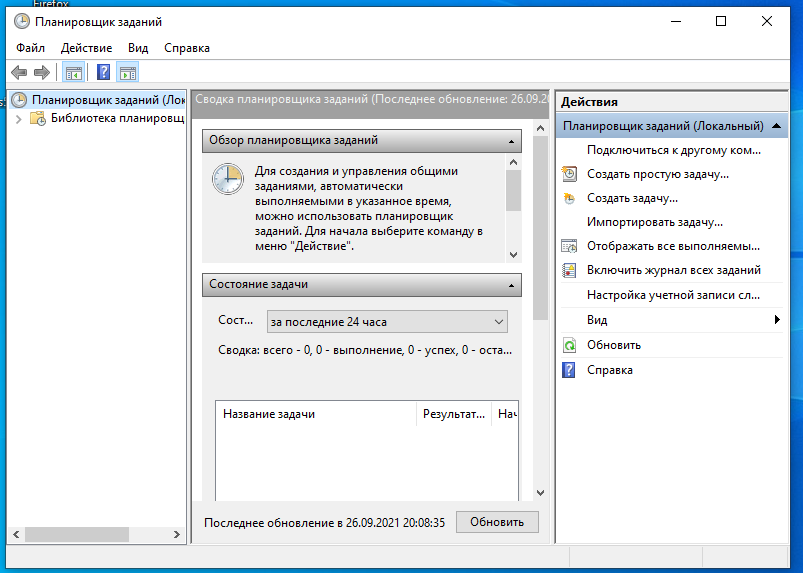 Firefox
Планировщик заданий
Файл Действие Вид Справка
Планировщик заданий (Лок
Библиотека планировщ
Сводка планировщика заданий (Последнее обновление: 26.09.20
Обзор планировщика заданий
Для создания и управления общими
заданиями, автоматически
выполняемыми в указанное время,
можно использовать планировщик
заданий. Для начала выберите команду в
меню "Действие".
Состояние задачи
Сост... за последние 24 часа
Сводка: всего - 0, 0 - выполнение, 0 - успех, 0 - оста...
Название задачи Результат... Нач
Последнее обновление в 26.09.2021 20:08:35 Обновить
Действия
Планировщик заданий (Локальный)
Подключиться к другому ком...
Создать простую задачу...
Создать задачу...
Импортировать задачу...
Отображать все выполняемы...
Включить журнал всех заданий
Настройка учетной записи сл...
Вид
Обновить
Справка